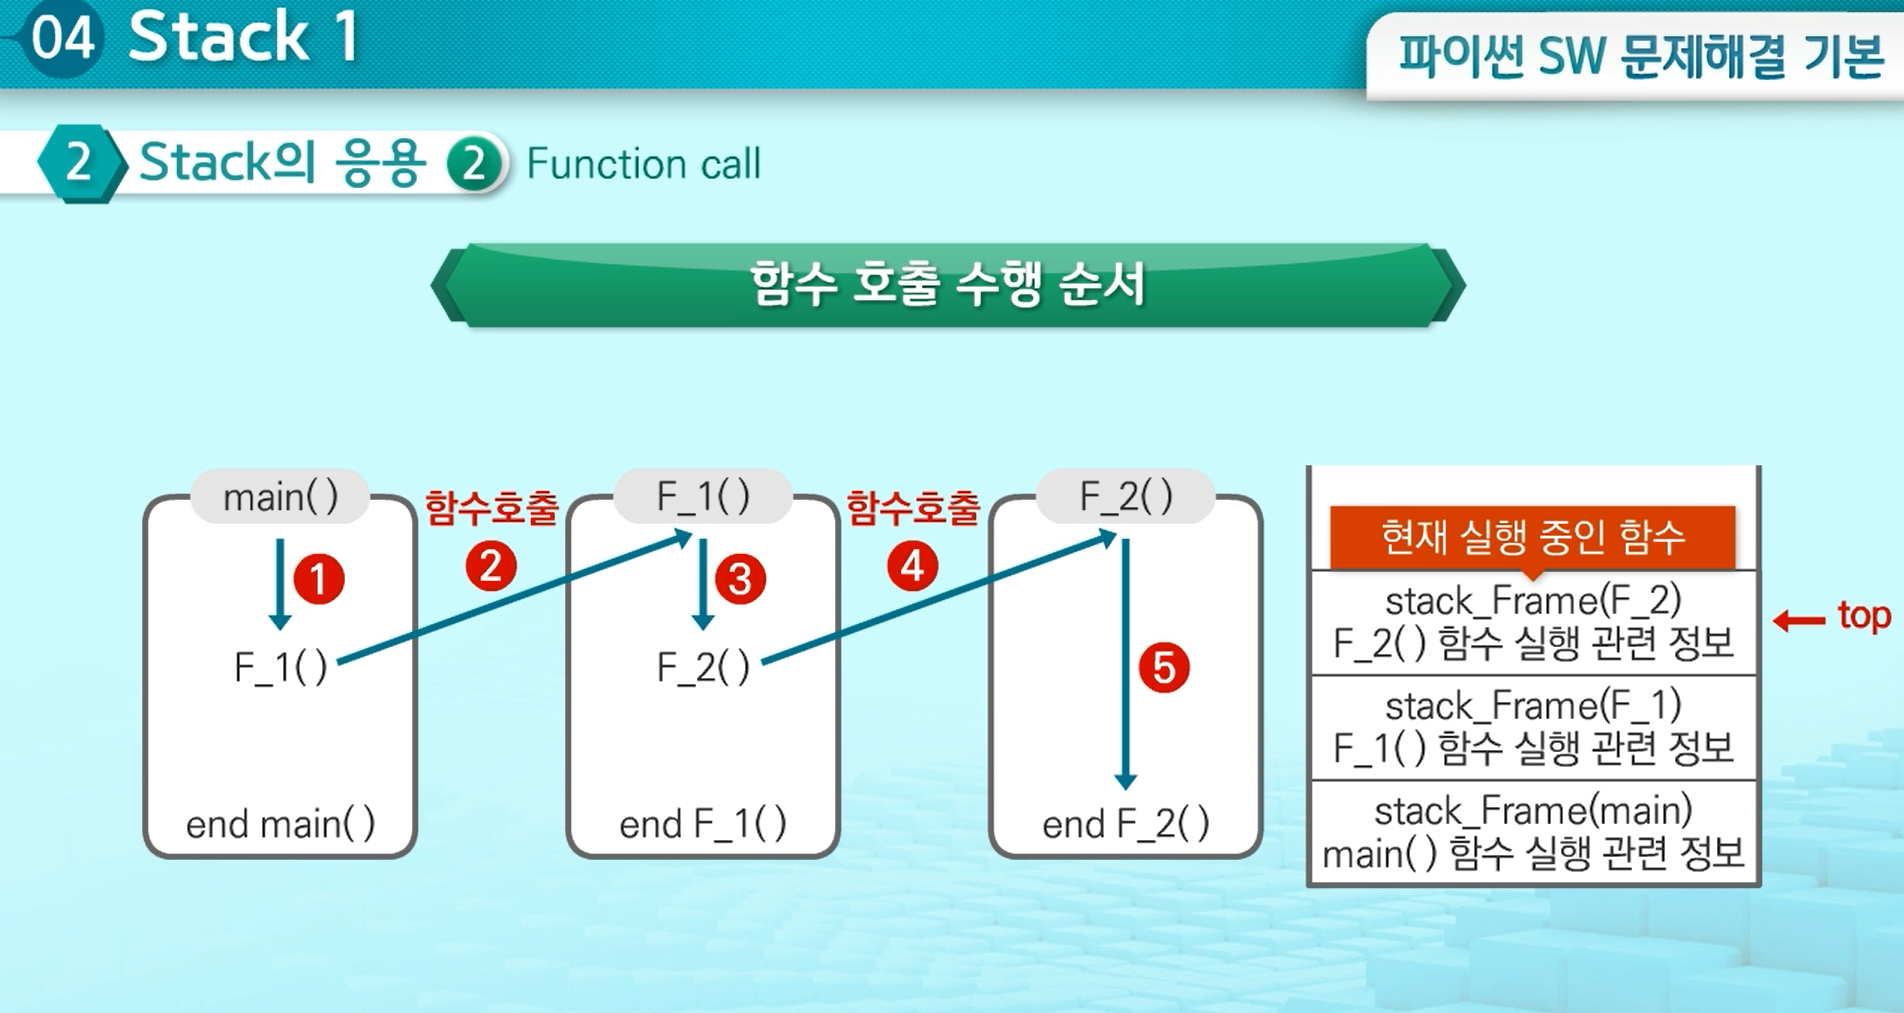 04 Stack 1
파이썬 SW 문제해결 기본
2 Stack의 응용 2 Function call
함수 호출 수행 순서
main()
1
F_1()
end main()
함수호출
2
F_1()
3
F_2()
end F_1()
함수호출
4
F_2()
5
end F_2()
현재 실행 중인 함수
stack_Frame(F_2)
F_2() 함수 실행 관련 정보
← top
stack_Frame(F_1)
F_1() 함수 실행 관련 정보
stack_Frame(main)
main() 함수 실행 관련 정보